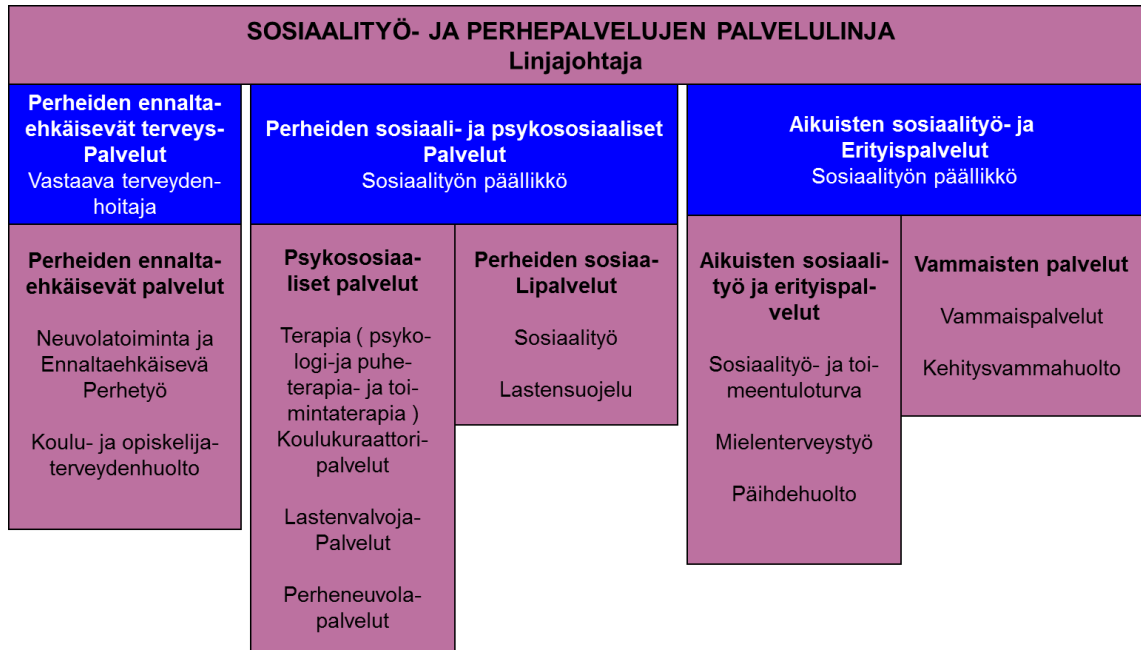 SOSIAALITYÖ- JA PERHEPALVELUJEN PALVELULINJA
Linjajohtaja
Perheiden ennalta-
ehkäisevät terveys-
Palvelut
Vastaava terveyden-
hoitaja
Perheiden sosiaali- ja psykososiaaliset
Palvelut
Sosiaalityön päällikkö
Aikuisten sosiaalityö- ja
Erityispalvelut
Sosiaalityön päällikkö
Perheiden ennalta-
ehkäisevät palvelut
Neuvolatoiminta ja
Ennaltaehkäisevä
Perhetyö
Koulu- ja opiskelija-
terveydenhuolto
Psykososiaa-
liset palvelut
Terapia ( psyko-
logi-ja puhe-
terapia- ja toi-
mintaterapia )
Koulukuraattori-
palvelut
Lastenvalvoja-
Palvelut
Perheneuvola-
palvelut
Perheiden sosiaa-
Lipalvelut
Sosiaalityö
Lastensuojelu
Aikuisten sosiaali-
työ ja erityispal-
velut
Sosiaalityö- ja toi-
meentuloturva
Mielenterveystyö
Päihdehuolto
Vammaisten palvelut
Vammaispalvelut
Kehitysvammahuolto